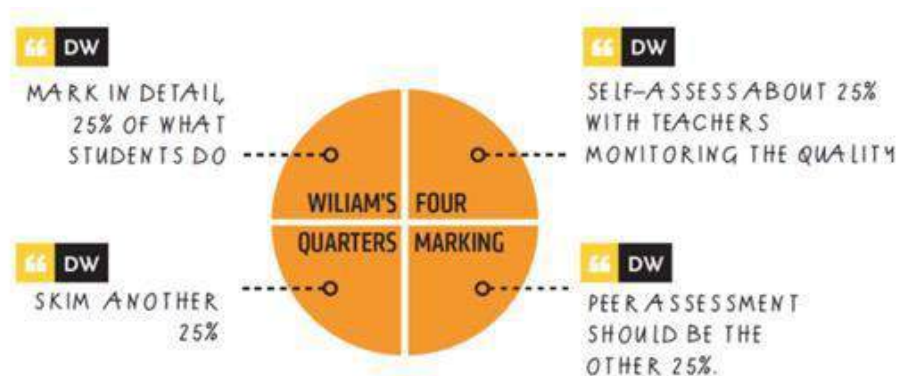 “ DW
MARK IN DETAIL,
25% OF WHAT
STUDENTS DO
“ DW
SELF-ASSESS ABOUT 25%
WITH TEACHERS
MONITORING THE QUALITY
WILIAM'S FOUR
QUARTERS MARKING
“ DW
SKIM ANOTHER
25%
“ DW
PEER ASSESSMENT
SHOULD BE THE
OTHER 25%.